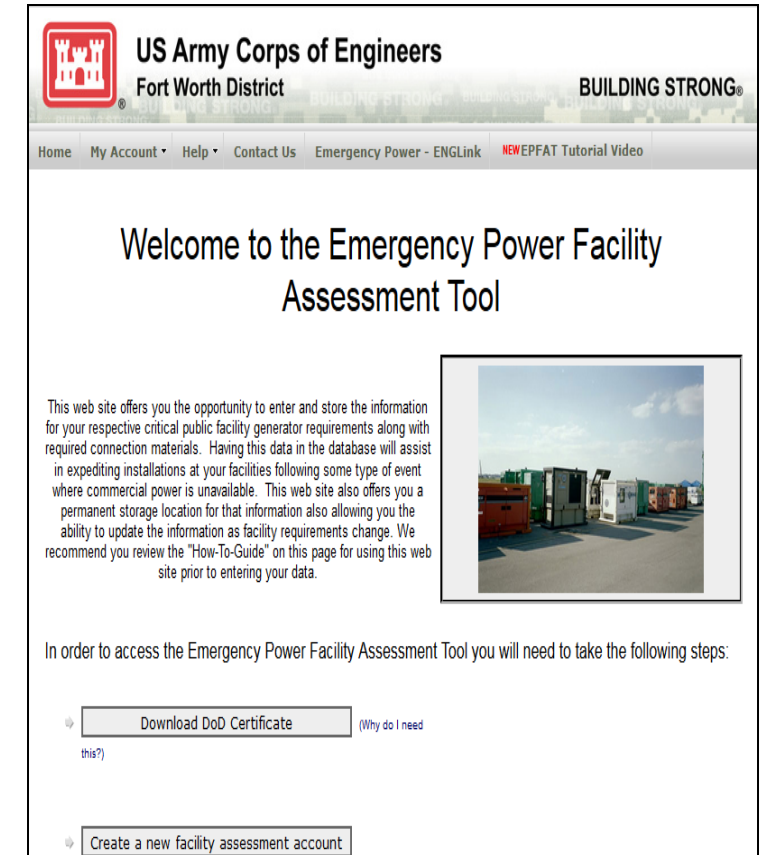 US Army Corps of Engineers
Fort Worth District
BUILDING STRONG®
Home My Account Help Contact Us Emergency Power - ENGLink NEW EPFAT Tutorial Video
Welcome to the Emergency Power Facility
Assessment Tool
This web site offers you the opportunity to enter and store the information
for your respective critical public facility generator requirements along with
required connection materials. Having this data in the database will assist
in expediting installations at your facilities following some type of event
where commercial power is unavailable. This web site also offers you a
permanent storage location for that information also allowing you the
ability to update the information as facility requirements change. We
recommend you review the "How-To-Guide" on this page for using this web
site prior to entering your data.
In order to access the Emergency Power Facility Assessment Tool you will need to take the following steps:
Download DoD Certificate (Why do I need
this?)
Create a new facility assessment account